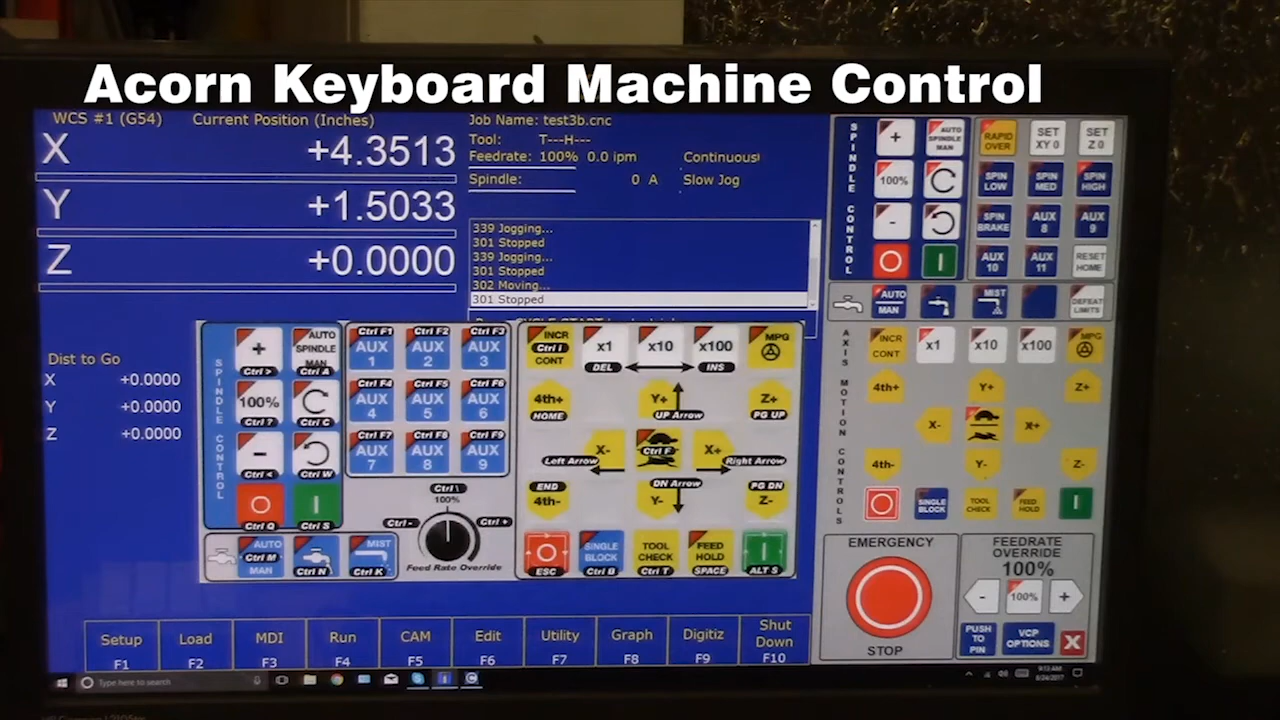 Acorn Keyboard Machine Control
WCS #1 (G54) Current Position (Inches)
X +4.3513
Y +1.5033
Z +0.0000
Job Name: test3b.cnc
Tool: T---H---
Feedrate: 100% 0.0 ipm Continuous
Spindle: 0 A Slow Jog
339 Jogging...
301 Stopped
339 Jogging...
301 Stopped
302 Moving...
301 Stopped
Dist to Go
X +0.0000
Y +0.0000
Z +0.0000
SPINDLE CONTROL
+ AUTO SPINDLE MAN
Ctrl > Ctrl A
100%
Ctrl ? Ctrl C
-
Ctrl < Ctrl W
Ctrl Q Ctrl S
AUTO MAN Ctrl M
Ctrl N
MIST Ctrl K
Ctrl F1 Ctrl F2 Ctrl F3
AUX 1 AUX 2 AUX 3
Ctrl F4 Ctrl F5 Ctrl F6
AUX 4 AUX 5 AUX 6
Ctrl F7 Ctrl F8 Ctrl F9
AUX 7 AUX 8 AUX 9
Ctrl \
100%
Ctrl - Ctrl +
Feed Rate Override
INCR Ctrl i CONT x1 x10 x100 MPG
DEL INS
4th+ Y+ Z+
HOME UP Arrow PG UP
X- Ctrl F X+
Left Arrow Right Arrow
END DN Arrow PG DN
4th- Y- Z-
SINGLE BLOCK TOOL CHECK FEED HOLD
ESC Ctrl B Ctrl T SPACE ALT S
Setup Load MDI Run CAM Edit Utility Graph Digitiz Shut Down
F1 F2 F3 F4 F5 F6 F7 F8 F9 F10
SPINDLE CONTROL
+ AUTO SPINDLE MAN RAPID OVER SET XY 0 SET Z 0
100% SPIN LOW SPIN MED SPIN HIGH
- SPIN BRAKE AUX 8 AUX 9
AUX 10 AUX 11 RESET HOME
AUTO MAN MIST DEFEAT LIMITS
AXIS MOTION CONTROLS
INCR CONT x1 x10 x100 MPG
4th+ Y+ Z+
X- X+
4th- Y- Z-
SINGLE BLOCK TOOL CHECK FEED HOLD
EMERGENCY
STOP
FEEDRATE
OVERRIDE
100%
- 100% +
PUSH TO PIN VCP OPTIONS X
Type here to search
9:13 AM
8/24/2017